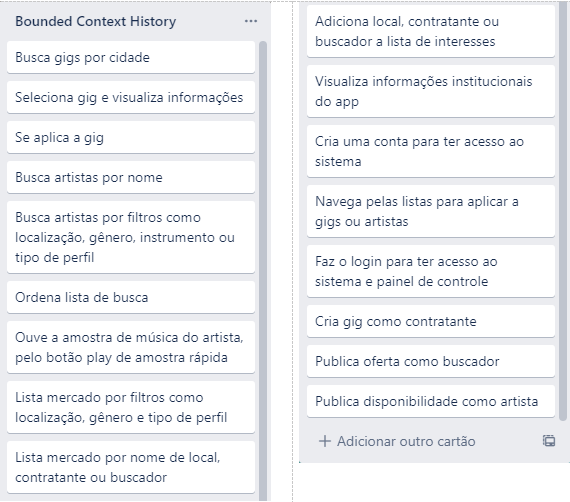 Bounded Context History
Busca gigs por cidade
Seleciona gig e visualiza informações
Se aplica a gig
Busca artistas por nome
Busca artistas por filtros como
localização, gênero, instrumento ou
tipo de perfil
Ordena lista de busca
Ouve a amostra de música do artista,
pelo botão play de amostra rápida
Lista mercado por filtros como
localização, gênero e tipo de perfil
Lista mercado por nome de local,
contratante ou buscador
Adiciona local, contratante ou
buscador a lista de interesses
Visualiza informações institucionais
do app
Cria uma conta para ter acesso ao
sistema
Navega pelas listas para aplicar a
gigs ou artistas
Faz o login para ter acesso ao
sistema e painel de controle
Cria gig como contratante
Publica oferta como buscador
Publica disponibilidade como artista
+ Adicionar outro cartão